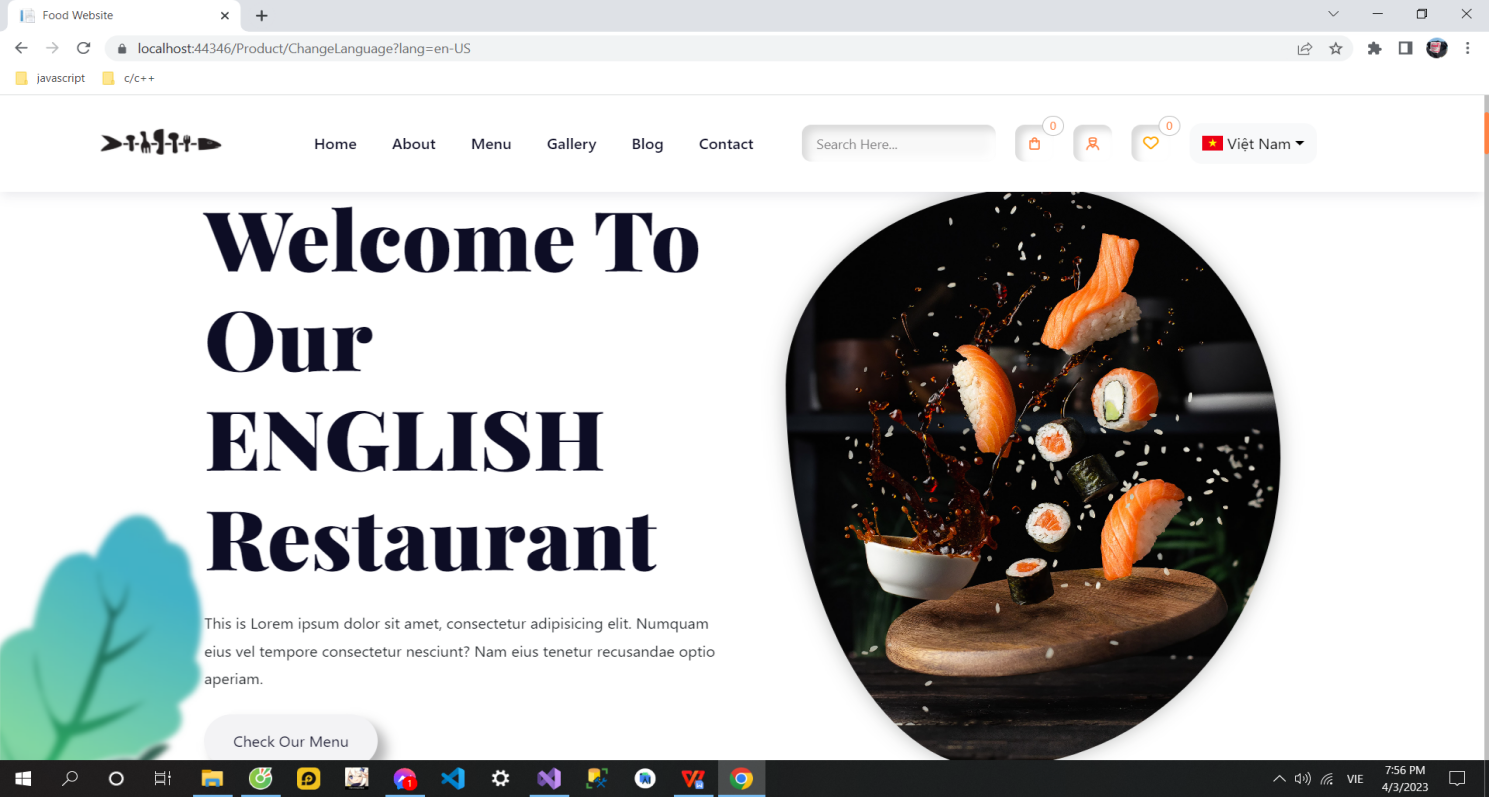 Food Website
localhost:44346/Product/ChangeLanguage?lang=en-US
javascript
c/c++
Home
About
Menu
Gallery
Blog
Contact
Search Here...
0
0
Việt Nam
Welcome To
Our
ENGLISH
Restaurant
This is Lorem ipsum dolor sit amet, consectetur adipisicing elit. Numquam
eius vel tempore consectetur nesciunt? Nam eius tenetur recusandae optio
aperiam.
Check Our Menu
1
VIE
7:56 PM
4/3/2023